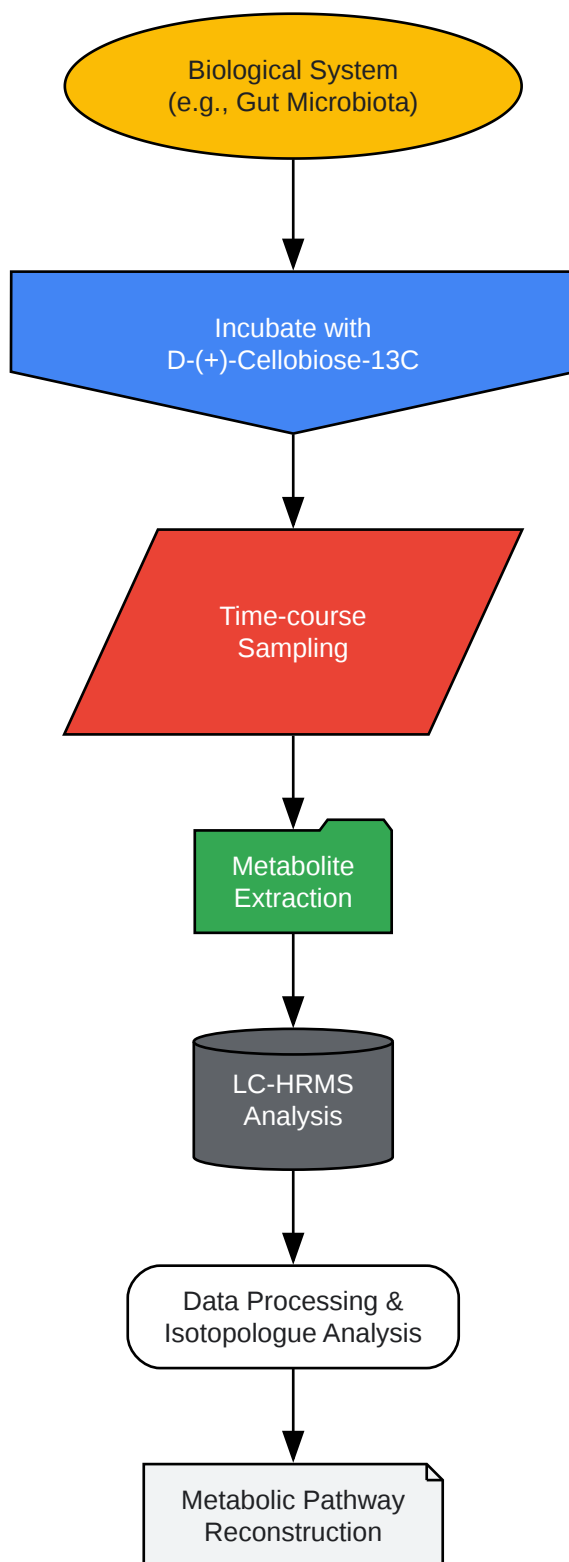 Biological System
(e.g., Gut Microbiota)
Incubate with
D-(+)-Cellobiose-13C
Time-course
Sampling
Metabolite
Extraction
LC-HRMS
Analysis
Data Processing &
Isotopologue Analysis
Metabolic Pathway
Reconstruction